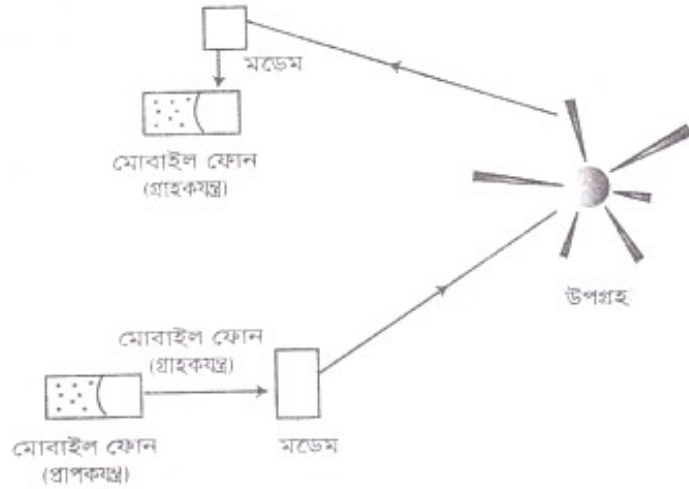 মডেম
মোবাইল ফোন
(গ্রাহকযন্ত্র)
উপগ্রহ
মোবাইল ফোন
(গ্রাহকযন্ত্র)
মডেম
মোবাইল ফোন
(প্রাপকযন্ত্র)